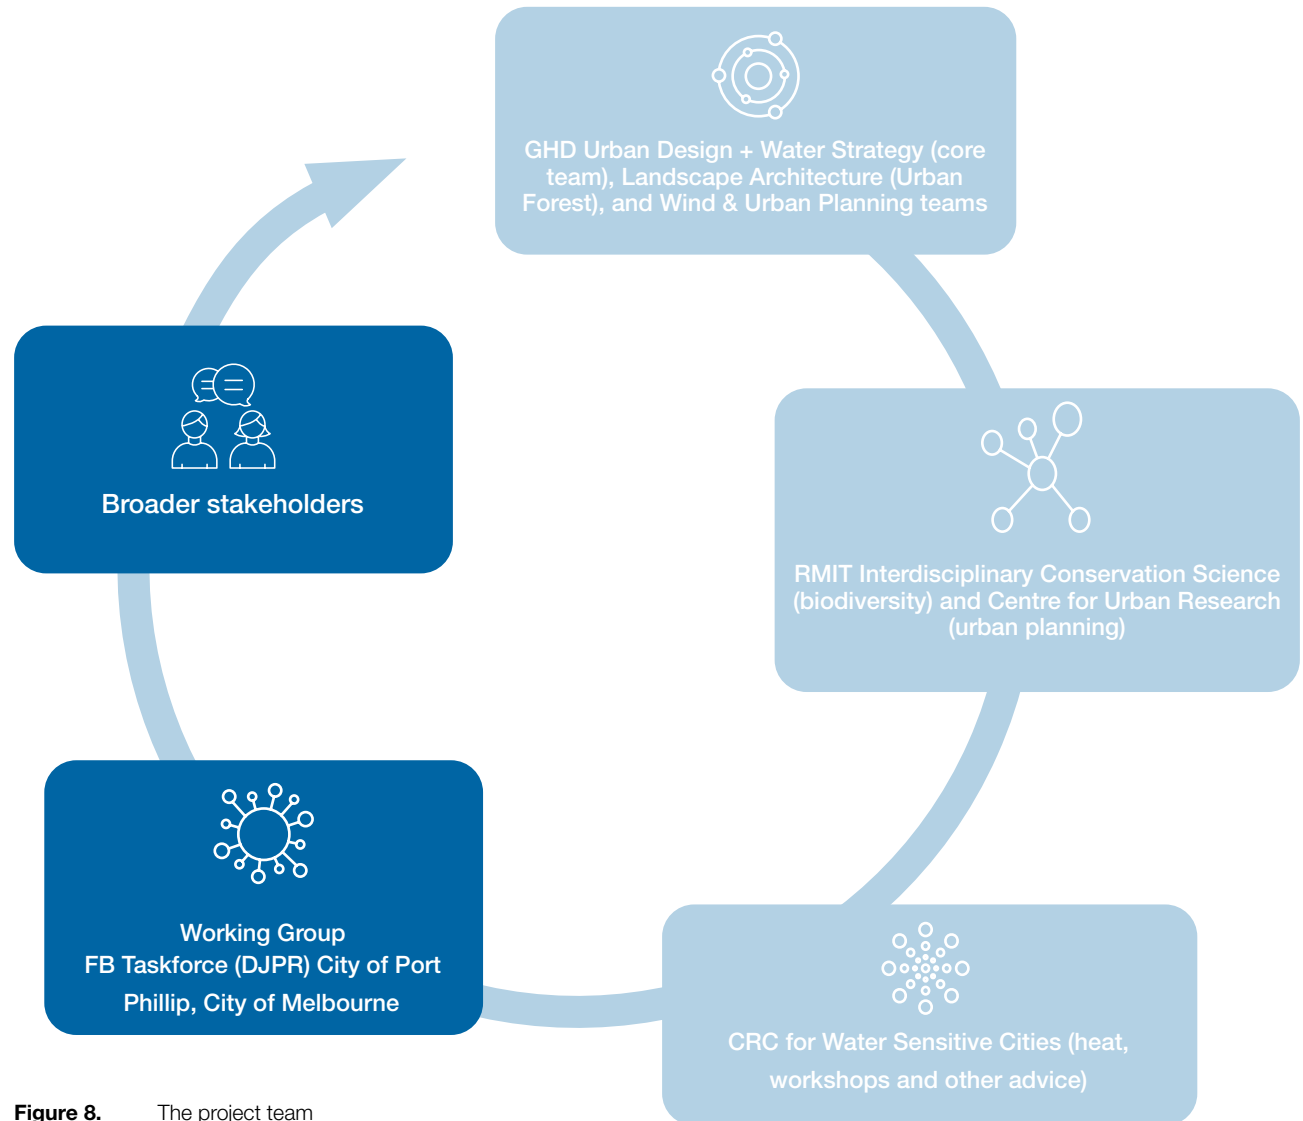 GHD Urban Design + Water Strategy (core
team), Landscape Architecture (Urban
Forest), and Wind & Urban Planning teams
RMIT Interdisciplinary Conservation Science
(biodiversity) and Centre for Urban Research
(urban planning)
CRC for Water Sensitive Cities (heat,
workshops and other advice)
Working Group
FB Taskforce (DJPR) City of Port
Phillip, City of Melbourne
Broader stakeholders
Figure 8. The project team